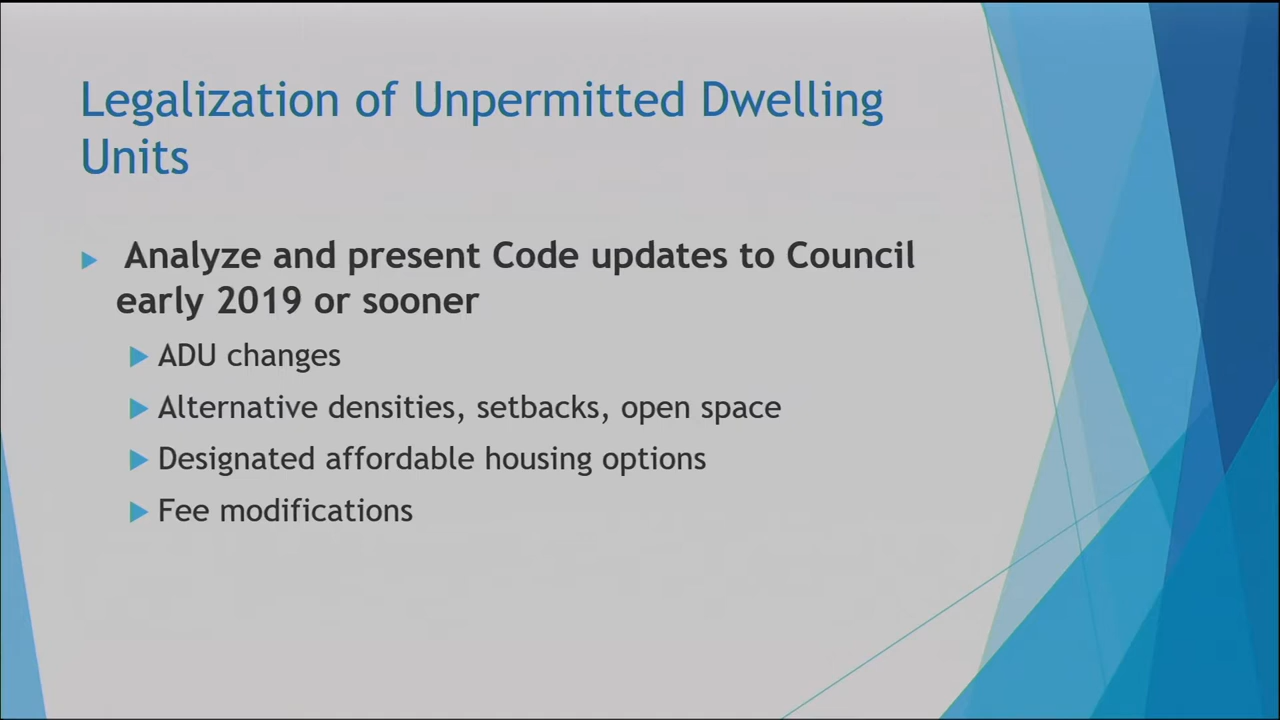 Legalization of Unpermitted Dwelling
Units
Analyze and present Code updates to Council
early 2019 or sooner
ADU changes
Alternative densities, setbacks, open space
Designated affordable housing options
Fee modifications